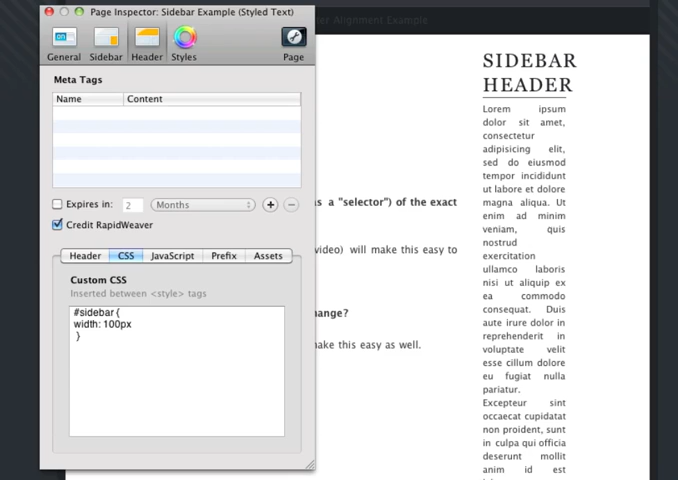 Page Inspector: Sidebar Example (Styled Text)
er Alignment Example
General
Sidebar
Header
Styles
Page
Meta Tags
Name
Content
Expires in:
2
Months
Credit RapidWeaver
Header
CSS
JavaScript
Prefix
Assets
Custom CSS
Inserted between <style> tags
#sidebar {
width: 100px
}
s a "selector") of the exact
video) will make this easy to
ange?
ake this easy as well.
SIDEBAR
HEADER
Lorem ipsum
dolor sit amet,
consectetur
adipisicing elit,
sed do eiusmod
tempor incididunt
ut labore et dolore
magna aliqua. Ut
enim ad minim
veniam, quis
nostrud
exercitation
ullamco laboris
nisi ut aliquip ex
ea commodo
consequat. Duis
aute irure dolor in
reprehenderit in
voluptate velit
esse cillum dolore
eu fugiat nulla
pariatur.
Excepteur sint
occaecat cupidatat
non proident, sunt
in culpa qui officia
deserunt mollit
anim id est